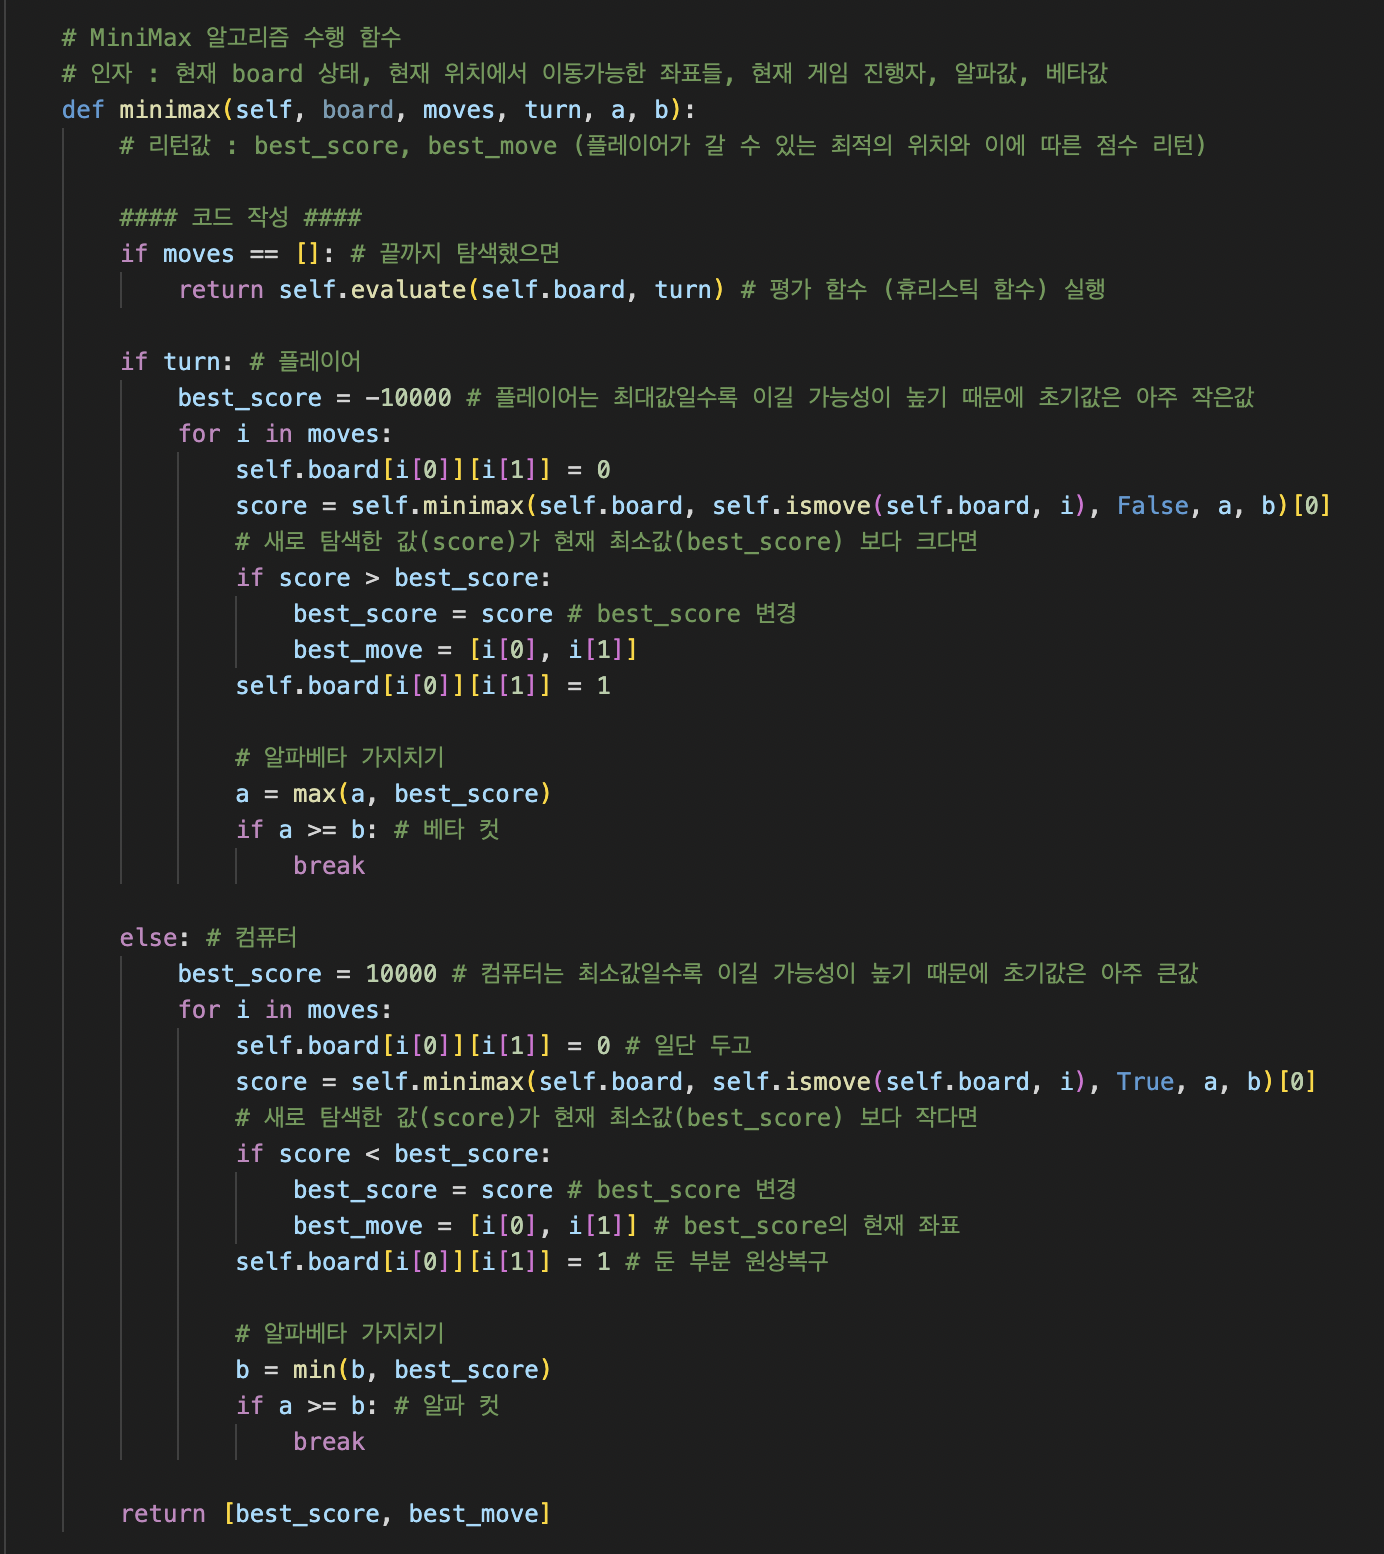 # MiniMax 알고리즘 수행 함수
# 인자 : 현재 board 상태, 현재 위치에서 이동가능한 좌표들, 현재 게임 진행자, 알파값, 베타값
def minimax(self, board, moves, turn, a, b):
    # 리턴값 : best_score, best_move (플레이어가 갈 수 있는 최적의 위치와 이에 따른 점수 리턴)

    #### 코드 작성 ####
    if moves == []: # 끝까지 탐색했으면
        return self.evaluate(self.board, turn) # 평가 함수 (휴리스틱 함수) 실행

    if turn: # 플레이어
        best_score = -10000 # 플레이어는 최대값일수록 이길 가능성이 높기 때문에 초기값은 아주 작은값
        for i in moves:
            self.board[i[0]][i[1]] = 0
            score = self.minimax(self.board, self.ismove(self.board, i), False, a, b)[0]
            # 새로 탐색한 값(score)가 현재 최소값(best_score) 보다 크다면
            if score > best_score:
                best_score = score # best_score 변경
                best_move = [i[0], i[1]]
            self.board[i[0]][i[1]] = 1

            # 알파베타 가지치기
            a = max(a, best_score)
            if a >= b: # 베타 컷
                break

    else: # 컴퓨터
        best_score = 10000 # 컴퓨터는 최소값일수록 이길 가능성이 높기 때문에 초기값은 아주 큰값
        for i in moves:
            self.board[i[0]][i[1]] = 0 # 일단 두고
            score = self.minimax(self.board, self.ismove(self.board, i), True, a, b)[0]
            # 새로 탐색한 값(score)가 현재 최소값(best_score) 보다 작다면
            if score < best_score:
                best_score = score # best_score 변경
                best_move = [i[0], i[1]] # best_score의 현재 좌표
            self.board[i[0]][i[1]] = 1 # 둔 부분 원상복구

            # 알파베타 가지치기
            b = min(b, best_score)
            if a >= b: # 알파 컷
                break

    return [best_score, best_move]